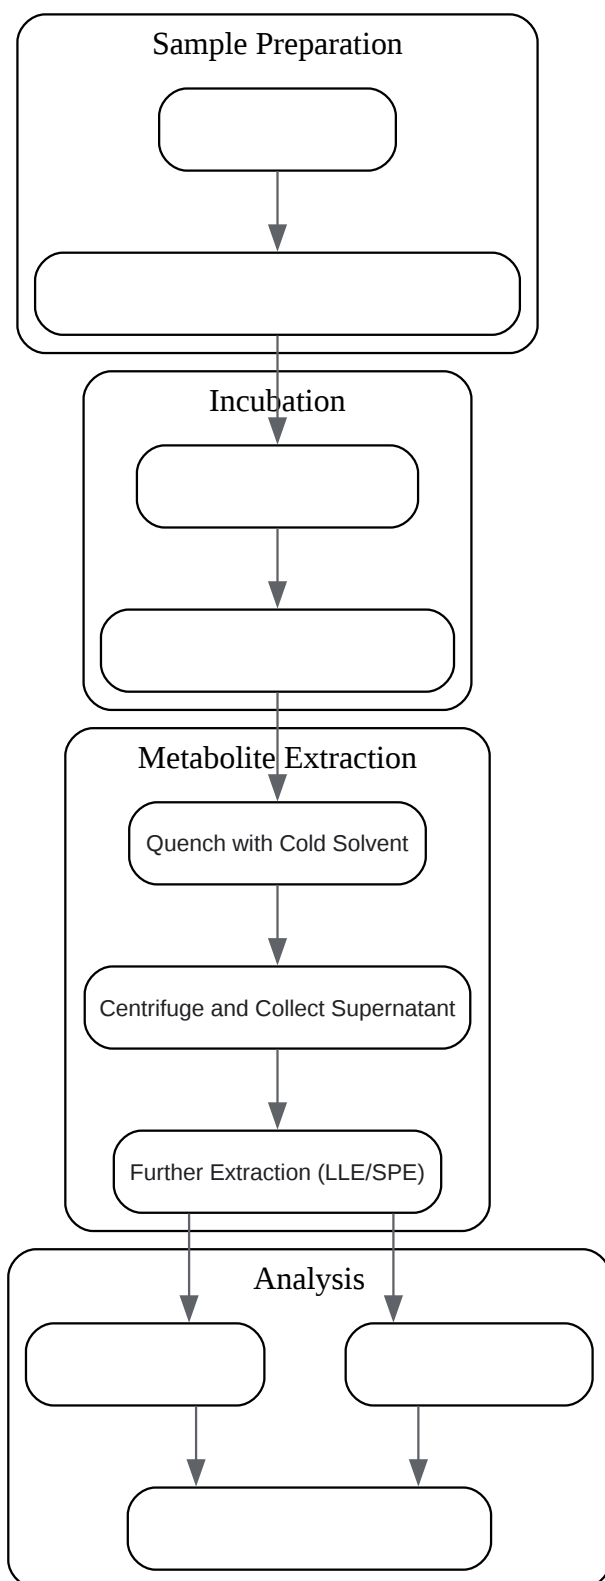 Sample Preparation
Incubation
Metabolite Extraction
Quench with Cold Solvent
Centrifuge and Collect Supernatant
Further Extraction (LLE/SPE)
Analysis